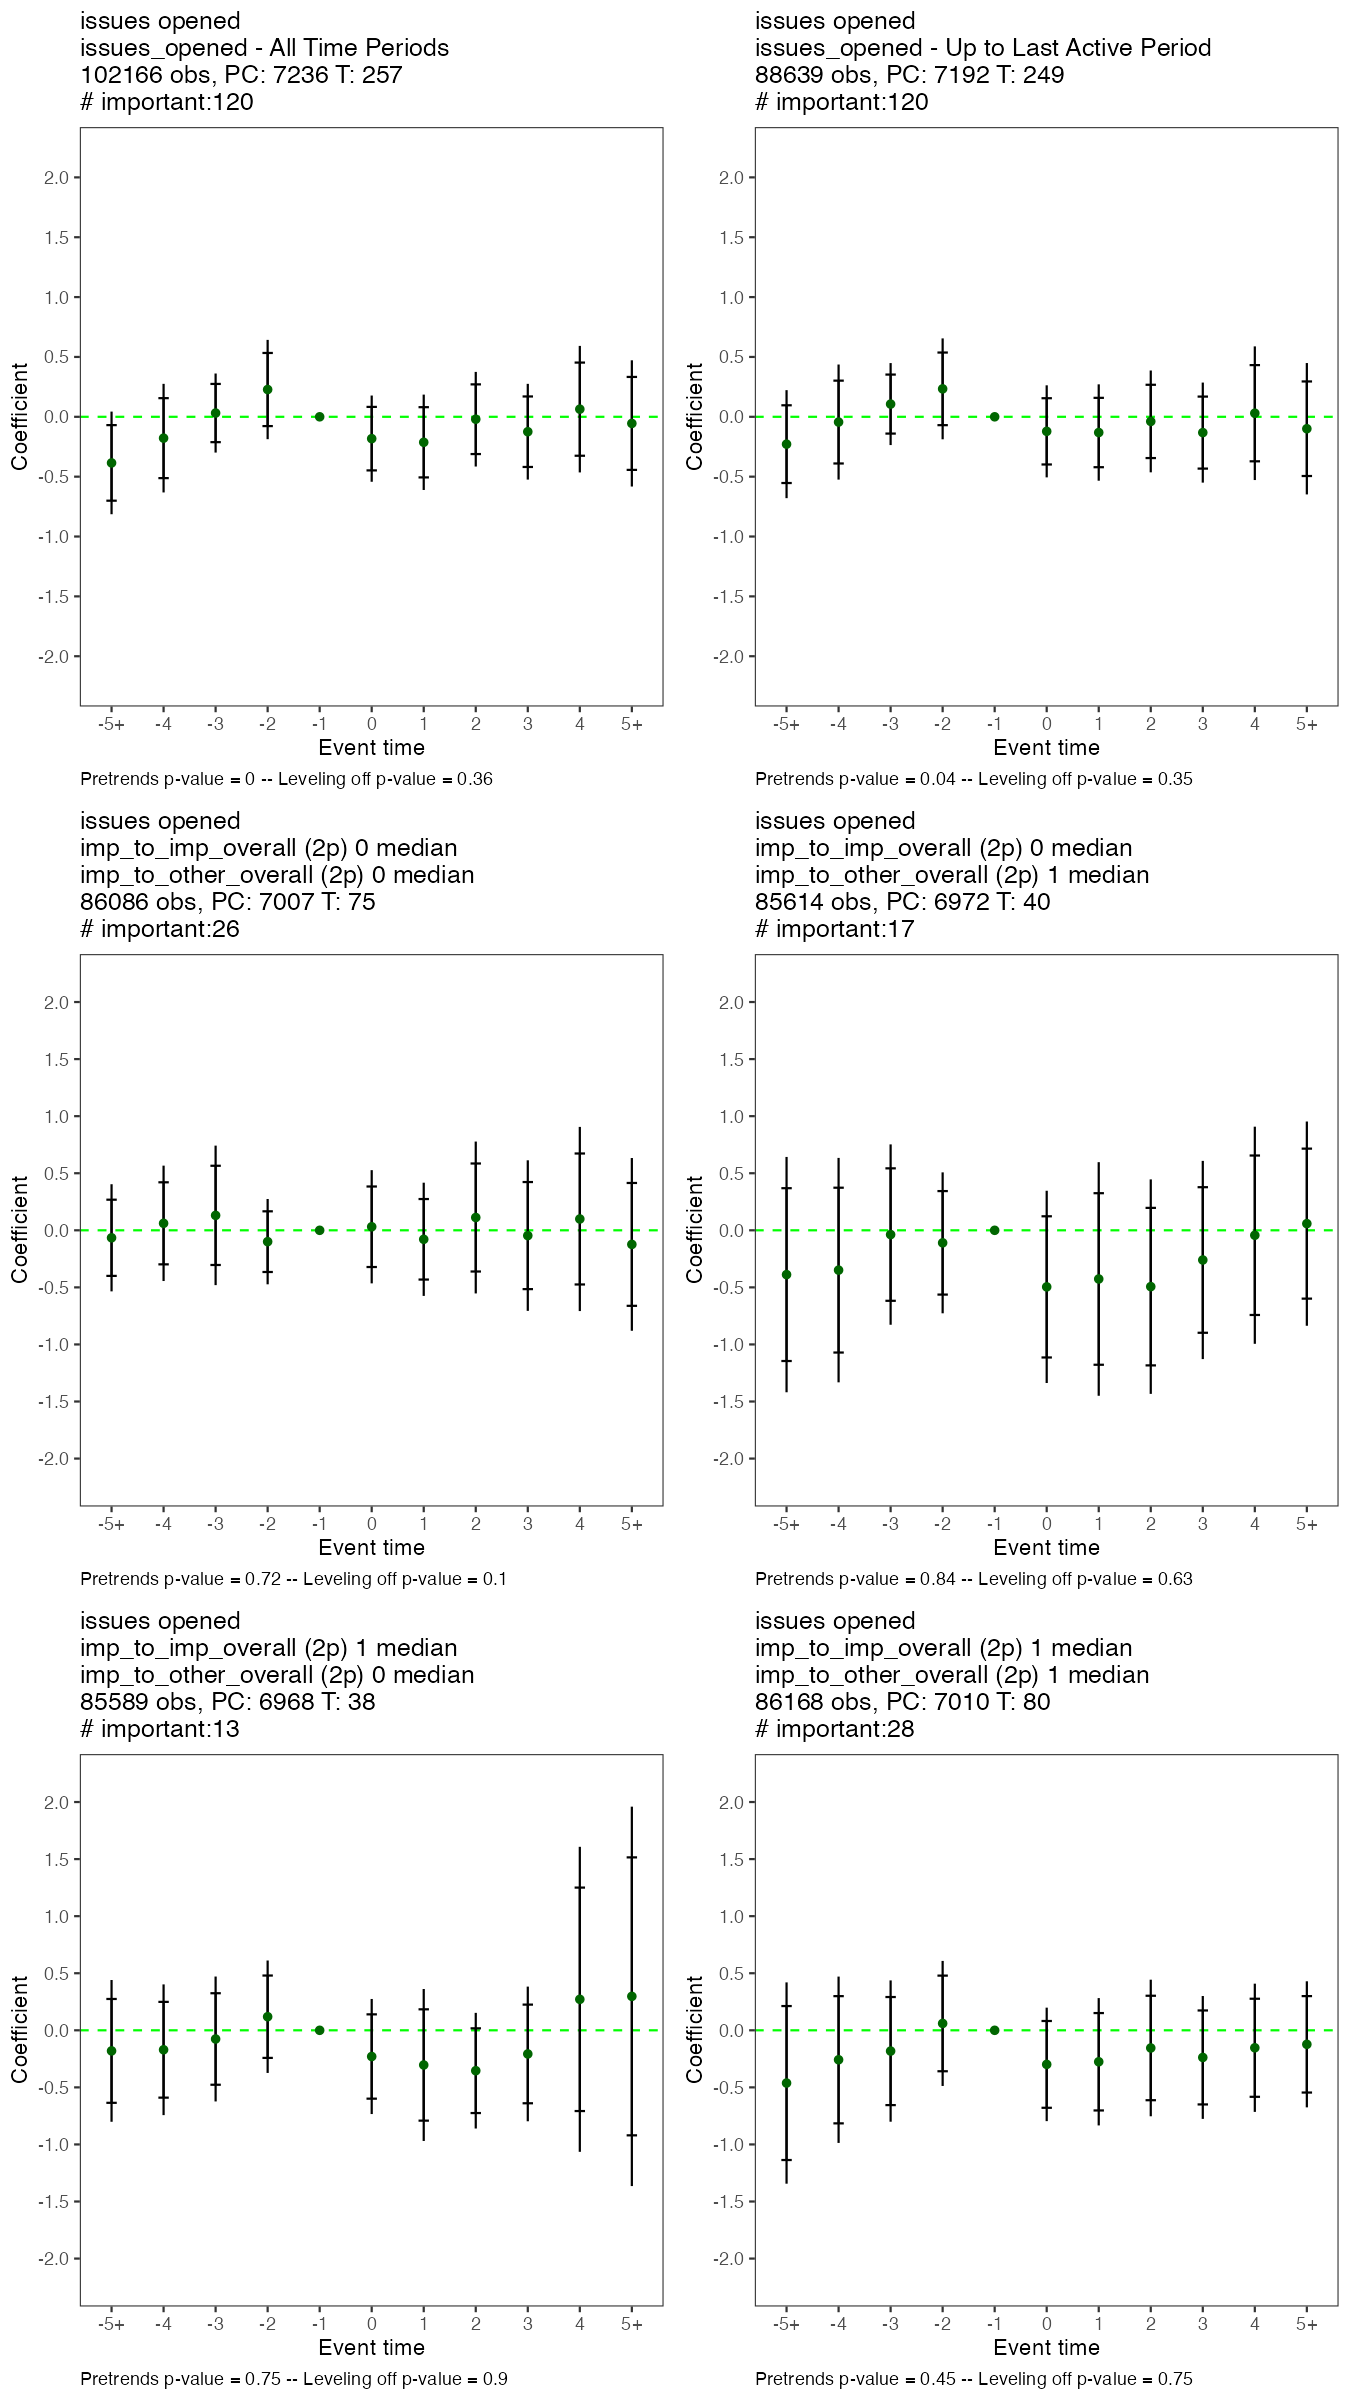 issues opened
issues_opened - All Time Periods
102166 obs, PC: 7236 T: 257
# important:120
2.0
1.5
1.0
0.5
0.0
-0.5
-1.0
-1.5
-2.0
Coefficient
-5+ -4 -3 -2 -1 0 1 2 3 4 5+
Event time
Pretrends p-value = 0 -- Leveling off p-value = 0.36
issues opened
issues_opened - Up to Last Active Period
88639 obs, PC: 7192 T: 249
# important:120
2.0
1.5
1.0
0.5
0.0
-0.5
-1.0
-1.5
-2.0
Coefficient
-5+ -4 -3 -2 -1 0 1 2 3 4 5+
Event time
Pretrends p-value = 0.04 -- Leveling off p-value = 0.35
issues opened
imp_to_imp_overall (2p) 0 median
imp_to_other_overall (2p) 0 median
86086 obs, PC: 7007 T: 75
# important:26
2.0
1.5
1.0
0.5
0.0
-0.5
-1.0
-1.5
-2.0
Coefficient
-5+ -4 -3 -2 -1 0 1 2 3 4 5+
Event time
Pretrends p-value = 0.72 -- Leveling off p-value = 0.1
issues opened
imp_to_imp_overall (2p) 0 median
imp_to_other_overall (2p) 1 median
85614 obs, PC: 6972 T: 40
# important:17
2.0
1.5
1.0
0.5
0.0
-0.5
-1.0
-1.5
-2.0
Coefficient
-5+ -4 -3 -2 -1 0 1 2 3 4 5+
Event time
Pretrends p-value = 0.84 -- Leveling off p-value = 0.63
issues opened
imp_to_imp_overall (2p) 1 median
imp_to_other_overall (2p) 0 median
85589 obs, PC: 6968 T: 38
# important:13
2.0
1.5
1.0
0.5
0.0
-0.5
-1.0
-1.5
-2.0
Coefficient
-5+ -4 -3 -2 -1 0 1 2 3 4 5+
Event time
Pretrends p-value = 0.75 -- Leveling off p-value = 0.9
issues opened
imp_to_imp_overall (2p) 1 median
imp_to_other_overall (2p) 1 median
86168 obs, PC: 7010 T: 80
# important:28
2.0
1.5
1.0
0.5
0.0
-0.5
-1.0
-1.5
-2.0
Coefficient
-5+ -4 -3 -2 -1 0 1 2 3 4 5+
Event time
Pretrends p-value = 0.45 -- Leveling off p-value = 0.75